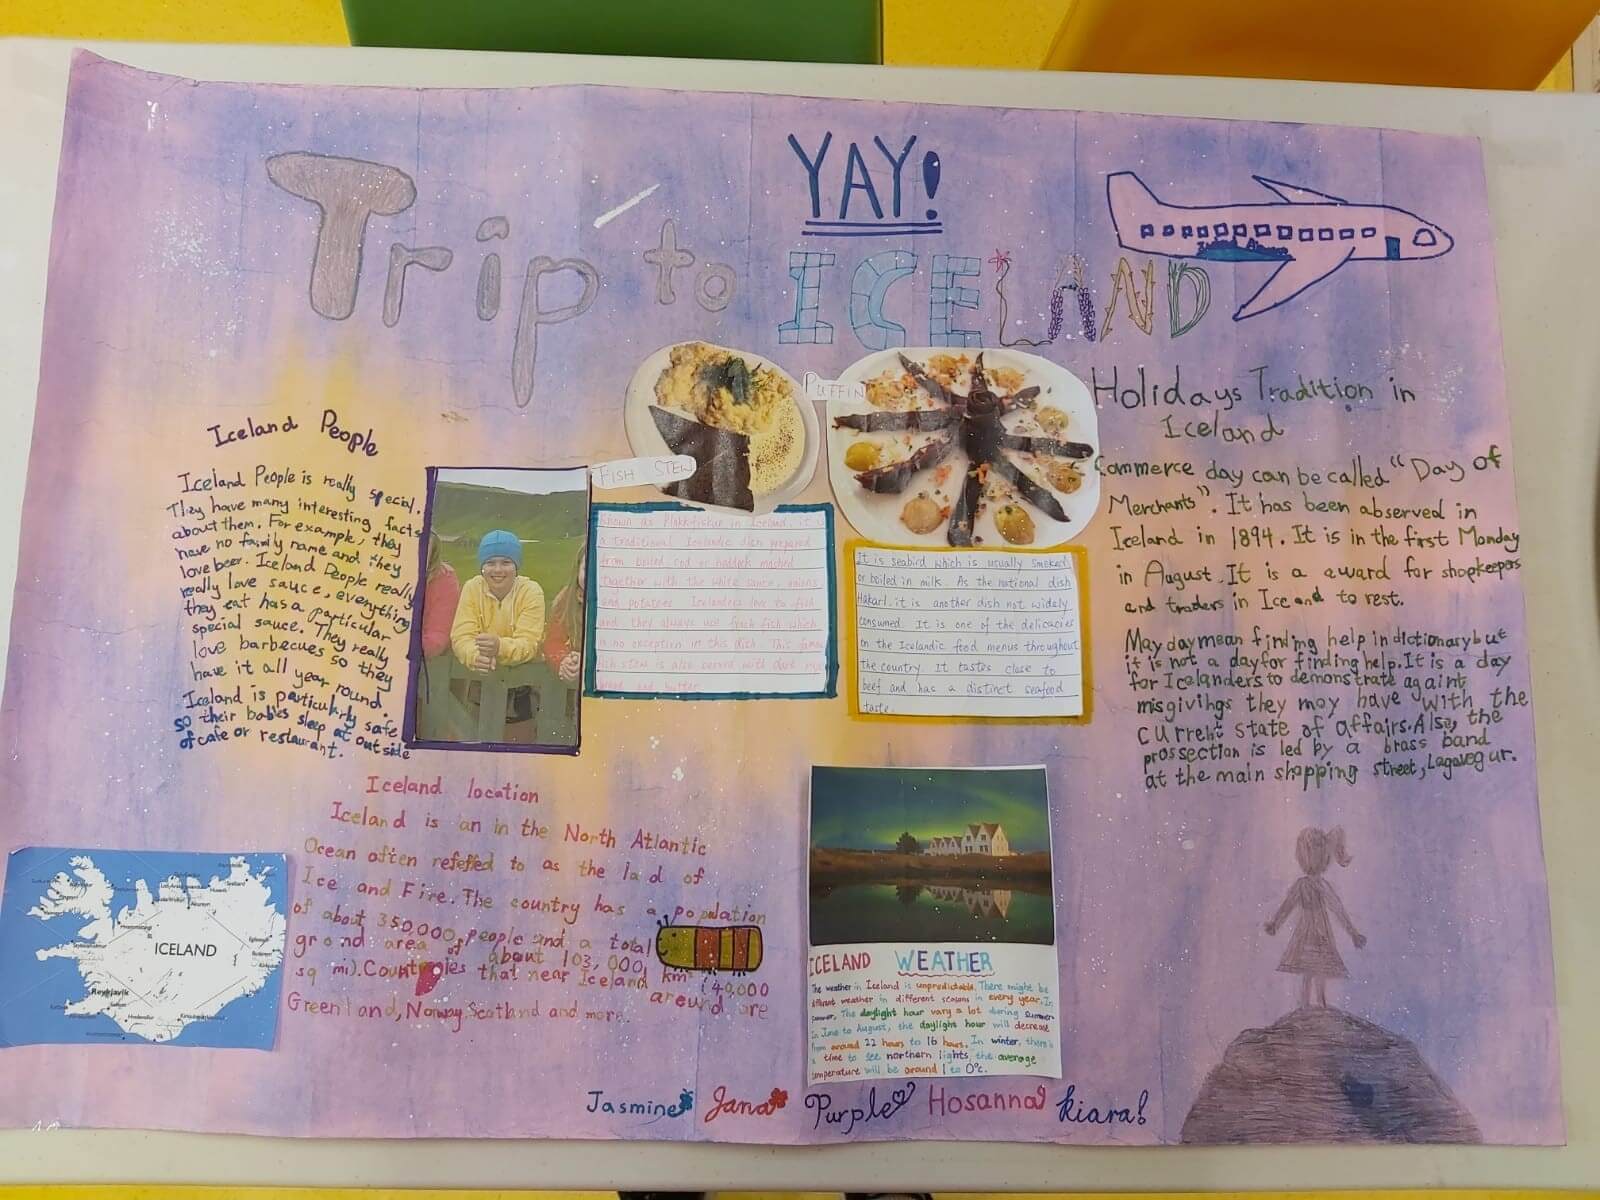 YAY!
Trip to ICELAND
Iceland People
Iceland People is really special.
They have many interesting facts
about them. For example, they
have no family name and they
love beer. Iceland People really
really love sauce, everything
they eat has a particular
special sauce. They really
love barbecues so they
have it all year round.
Iceland is particularly safe
so their babies sleep at outside
of cafe or restaurant.
FISH STEW
Known as Plokkfiskur in Iceland, it is
a traditional Icelandic dish prepared
from boiled cod or haddock mashed
together with the white sauce, onions
and potatoes. Icelanders love to fish
and they always use fresh fish which
is no exception in this dish. This famous
fish stew is also served with dark rye
bread and butter.
PUFFIN
It is seabird which is usually smoked
or boiled in milk. As the national dish
Hakarl, it is another dish not widely
consumed. It is one of the delicacies
on the Icelandic food menus throughout
the country. It tastes close to
beef and has a distinct seafood
taste.
Holidays Tradition in
Iceland
Commerce day can be called "Day of
Merchants". It has been observed in
Iceland in 1894. It is in the first Monday
in August. It is a award for shopkeepers
and traders in Iceland to rest.
May day mean finding help in dictionary but
it is not a day for finding help. It is a day
for Icelanders to demonstrate againt
misgivings they may have with the
current state of affairs. Also, the
prossection is led by a brass band
at the main shopping street, Lagavegur.
Iceland location
Iceland is an in the North Atlantic
Ocean often reffered to as the lad of
Ice and Fire. The country has a population
of about 350,000 people and a total
ground area of about 103,000 km² (40,000
sq mi). Countries that near Iceland around are
Greenland, Norway, Scotland and more.
ICELAND
Reykjavik
ICELAND WEATHER
The weather in Iceland is unpredictable. There might be
different weather in different seasons in every year. In
summer, The daylight hour vary a lot during summer.
In June to August, the daylight hour will decrease
from around 22 hours to 16 hours. In winter, there is
a time to see northern lights, the average
temperature will be around 1 to 0°c.
Jasmine Jana Purple Hosanna Kiara!